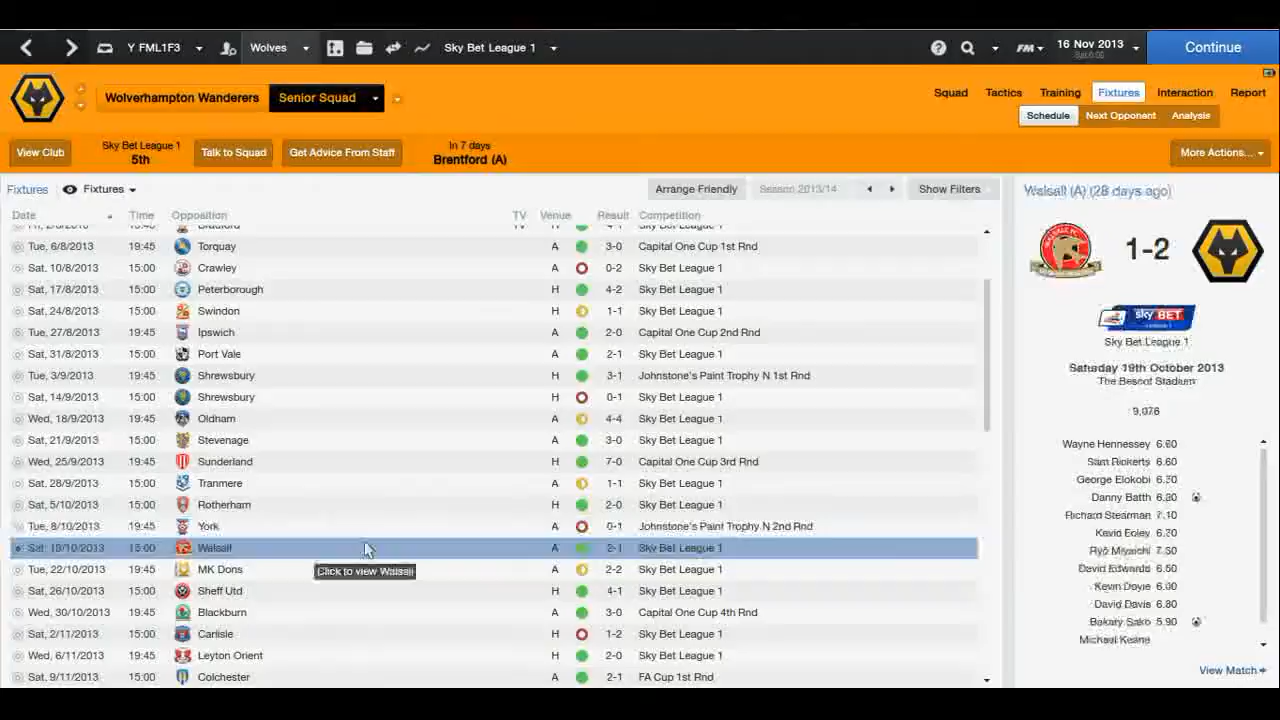 Y FML1F3 Wolves Sky Bet League 1 FM 16 Nov 2013 Continue
Wolverhampton Wanderers Senior Squad
Squad Tactics Training Fixtures Interaction Report
Schedule Next Opponent Analysis
View Club Sky Bet League 1 5th Talk to Squad Get Advice From Staff In 7 days Brentford (A) More Actions...
Fixtures Fixtures Arrange Friendly Season 2013/14 Show Filters
Date Time Opposition TV Venue Result Competition
Tue, 6/8/2013 19:45 Torquay A 3-0 Capital One Cup 1st Rnd
Sat, 10/8/2013 15:00 Crawley A 0-2 Sky Bet League 1
Sat, 17/8/2013 15:00 Peterborough H 4-2 Sky Bet League 1
Sat, 24/8/2013 15:00 Swindon H 1-1 Sky Bet League 1
Tue, 27/8/2013 19:45 Ipswich A 2-0 Capital One Cup 2nd Rnd
Sat, 31/8/2013 15:00 Port Vale A 2-1 Sky Bet League 1
Tue, 3/9/2013 19:45 Shrewsbury H 3-1 Johnstone's Paint Trophy N 1st Rnd
Sat, 14/9/2013 15:00 Shrewsbury H 0-1 Sky Bet League 1
Wed, 18/9/2013 19:45 Oldham A 4-4 Sky Bet League 1
Sat, 21/9/2013 15:00 Stevenage A 3-0 Sky Bet League 1
Wed, 25/9/2013 19:45 Sunderland H 7-0 Capital One Cup 3rd Rnd
Sat, 28/9/2013 15:00 Tranmere A 1-1 Sky Bet League 1
Sat, 5/10/2013 15:00 Rotherham H 2-0 Sky Bet League 1
Tue, 8/10/2013 19:45 York A 0-1 Johnstone's Paint Trophy N 2nd Rnd
Sat, 19/10/2013 15:00 Walsall A 2-1 Sky Bet League 1
Click to view Walsall
Tue, 22/10/2013 19:45 MK Dons A 2-2 Sky Bet League 1
Sat, 26/10/2013 15:00 Sheff Utd H 4-1 Sky Bet League 1
Wed, 30/10/2013 19:45 Blackburn A 3-0 Capital One Cup 4th Rnd
Sat, 2/11/2013 15:00 Carlisle H 1-2 Sky Bet League 1
Wed, 6/11/2013 19:45 Leyton Orient H 2-0 Sky Bet League 1
Sat, 9/11/2013 15:00 Colchester A 2-1 FA Cup 1st Rnd
Walsall (A) (28 days ago)
1-2
sky BET
Sky Bet League 1
Saturday 19th October 2013
The Bescot Stadium
Wayne Hennessey 6.60
Sam Ricketts 6.60
George Elokobi
Danny Batth
Richard Stearman 7.10
Kevin Foley
Ryo Miyaichi
David Edwards 6.50
Kevin Doyle
David Davis 6.80
Bakary Sako 5.90
Michael Keane
View Match